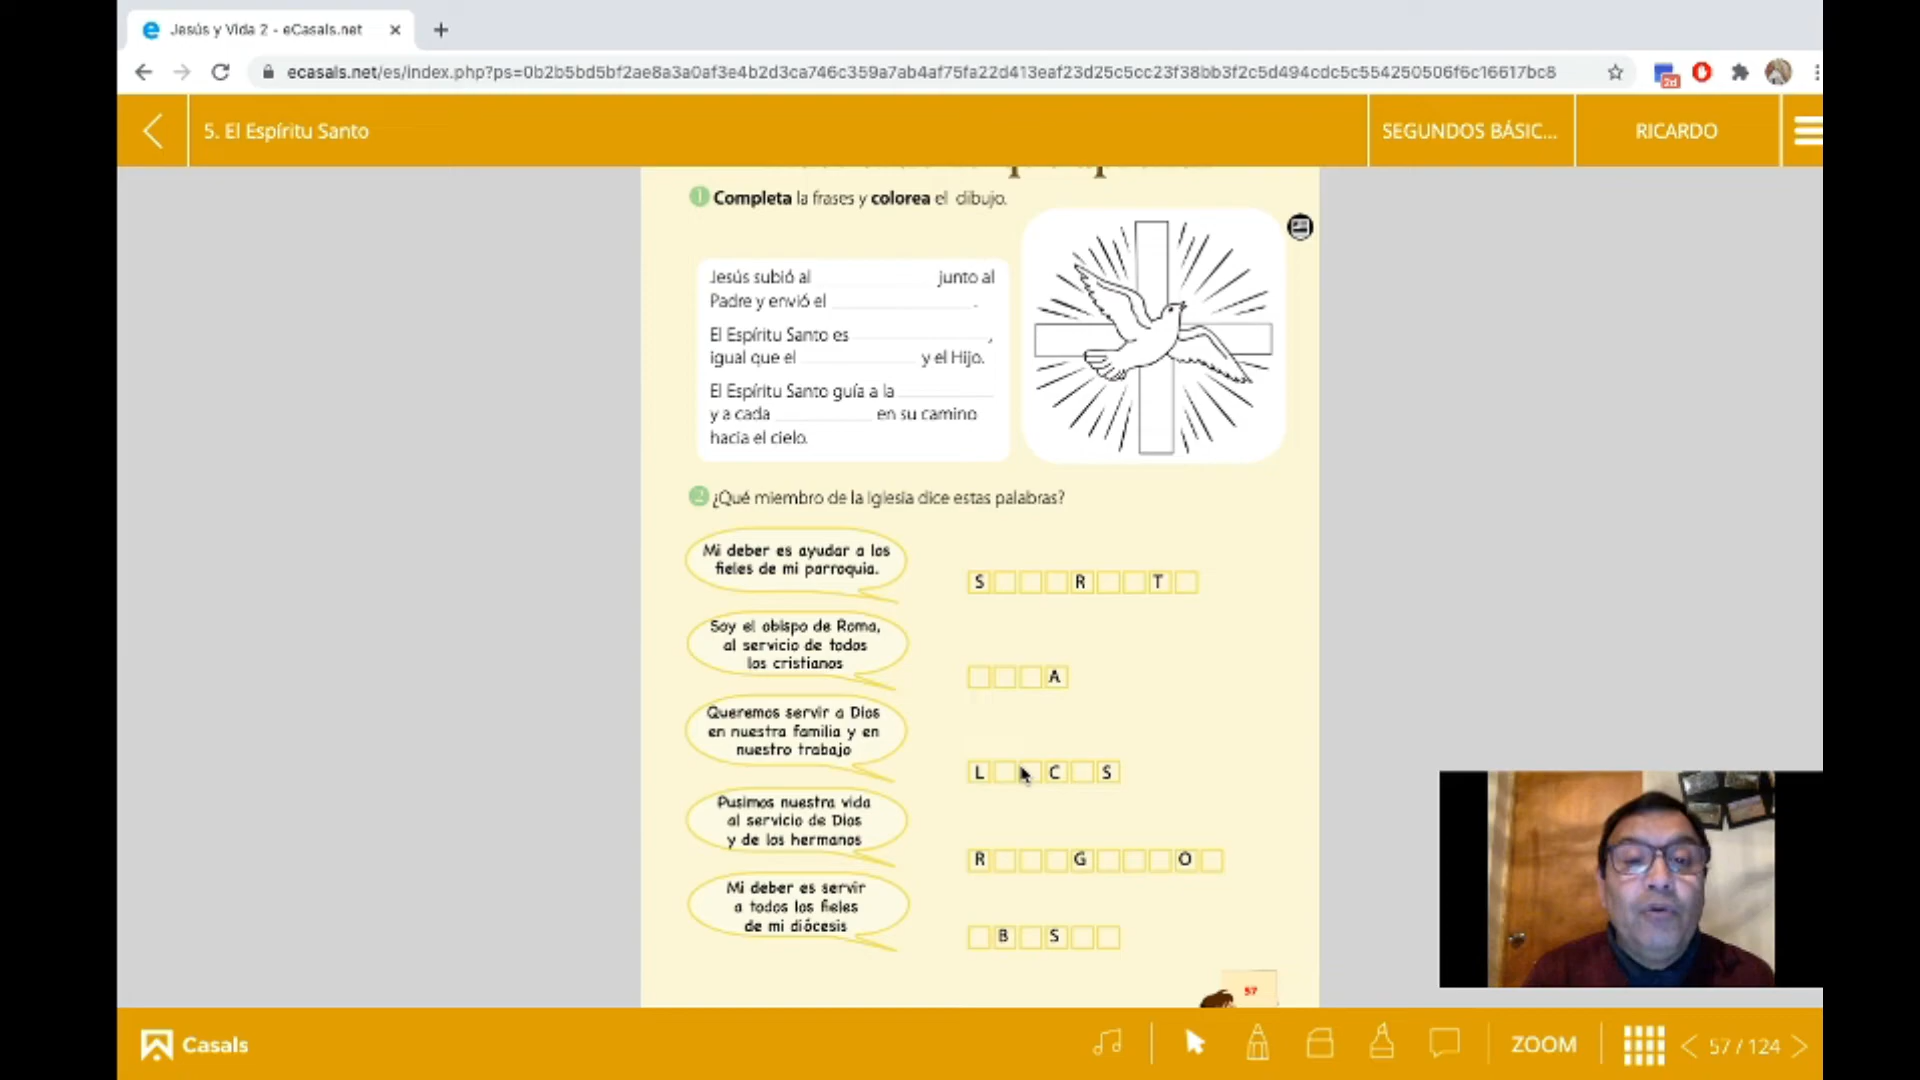 Jesús y Vida 2 - eCasals.net
ecasals.net/es/index.php?ps=0b2b5bd5bf2ae8a3a0af3e4b2d3ca746c359a7ab4af75fa22d413eaf23d25c5cc23f38bb3f2c5d494cdc5c554250506f6c16617bc8
5. El Espíritu Santo
SEGUNDOS BÁSIC...
RICARDO
1 Completa la frases y colorea el dibujo.
Jesús subió al junto al
Padre y envió el .
El Espíritu Santo es ,
igual que el y el Hijo.
El Espíritu Santo guía a la
y a cada en su camino
hacia el cielo.
2 ¿Qué miembro de la Iglesia dice estas palabras?
Mi deber es ayudar a los
fieles de mi parroquia.
S R T
Soy el obispo de Roma,
al servicio de todos
los cristianos
A
Queremos servir a Dios
en nuestra familia y en
nuestro trabajo
L C S
Pusimos nuestra vida
al servicio de Dios
y de los hermanos
R G O
Mi deber es servir
a todos los fieles
de mi diócesis
B S
57
Casals
ZOOM
57 / 124